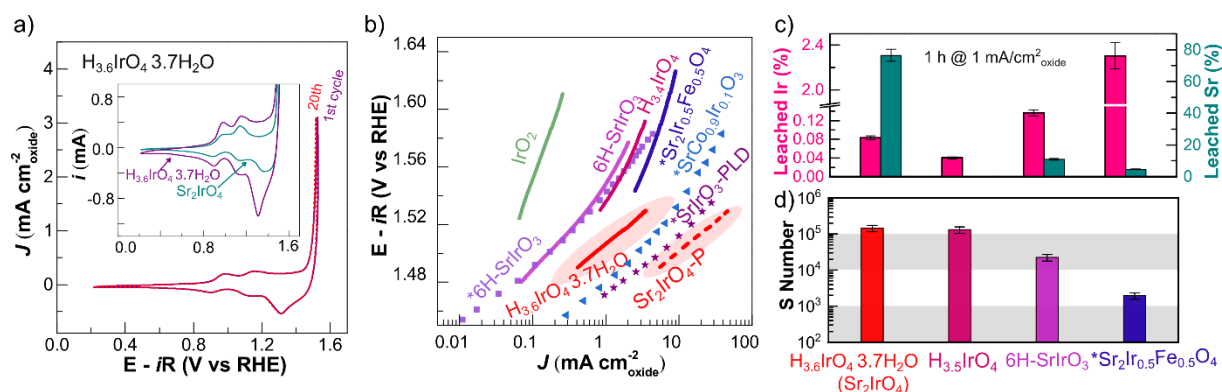 a)
H3.6IrO4 3.7H2O
J (mA cm-2oxide)
3
2
1
0
0.2
0.6
1.0
1.4
1.8
E - iR (V vs RHE)
20th
1st cycle
i (mA)
0.8
0.0
-0.8
0.0
0.8
1.6
H3.6IrO4 3.7H2O
Sr2IrO4
b)
E - iR (V vs RHE)
1.64
1.60
1.56
1.52
1.48
0.01
0.1
1
10
100
J (mA cm-2oxide)
IrO2
6H-SrIrO3
H3.4IrO4
*Sr2Ir0.5Fe0.5O4
*SrCo0.9Ir0.1O3
*SrIrO3-PLD
*6H-SrIrO3
H3.6IrO4 3.7H2O
Sr2IrO4-P
c)
Leached Ir (%)
2.4
2.0
0.12
0.08
0.04
0.00
1 h @ 1 mA/cm2oxide
80
60
40
20
0
Leached Sr (%)
d)
S Number
10^6
10^5
10^4
10^3
10^2
H3.6IrO4 3.7H2O
(Sr2IrO4)
H3.5IrO4
6H-SrIrO3
*Sr2Ir0.5Fe0.5O4